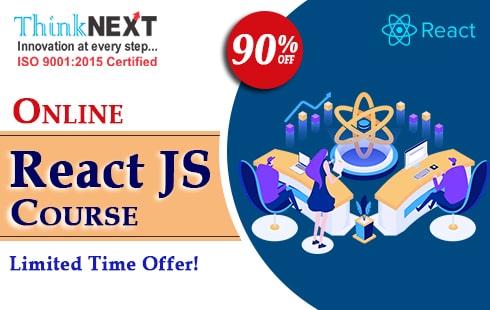 ThinkNEXT
Innovation at every step...
ISO 9001:2015 Certified
90% OFF
React
ONLINE
React JS
COURSE
Limited Time Offer!